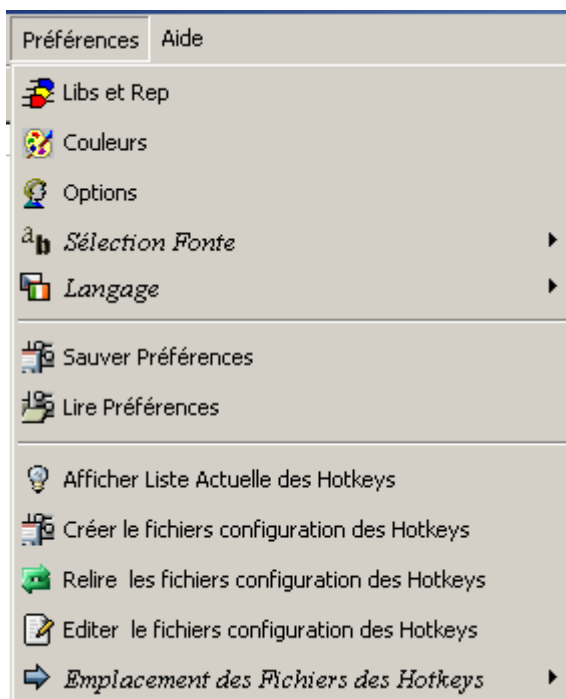 Préférences Aide
Libs et Rep
Couleurs
Options
Sélection Fonte
Langage
Sauver Préférences
Lire Préférences
Afficher Liste Actuelle des Hotkeys
Créer le fichiers configuration des Hotkeys
Relire les fichiers configuration des Hotkeys
Editer le fichiers configuration des Hotkeys
Emplacement des Fichiers des Hotkeys